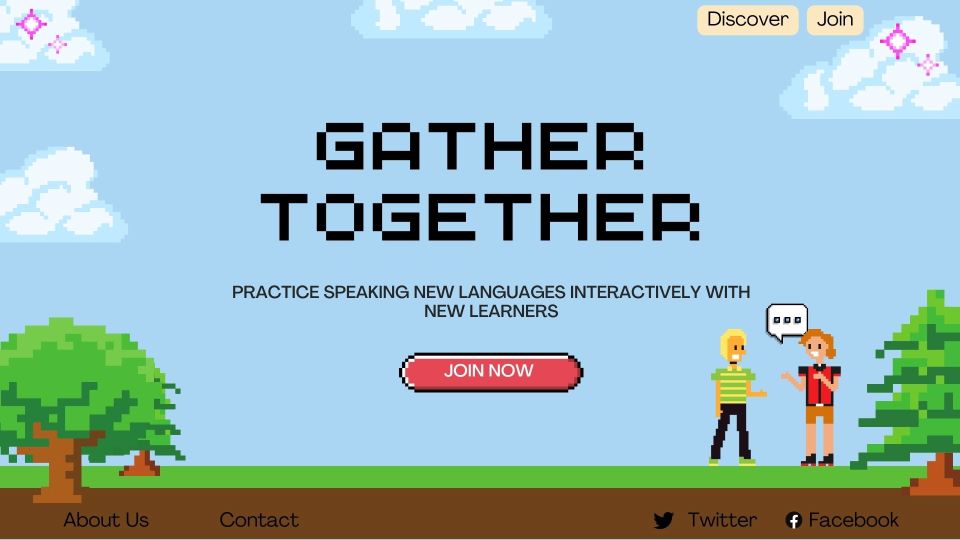 Discover Join
GATHER
TOGETHER
PRACTICE SPEAKING NEW LANGUAGES INTERACTIVELY WITH
NEW LEARNERS
JOIN NOW
About Us Contact Twitter Facebook